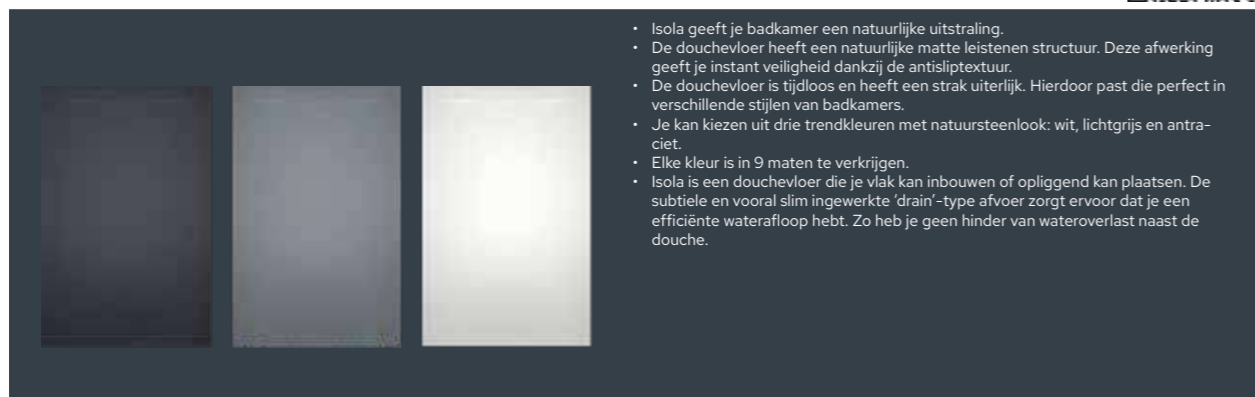 • Isola geeft je badkamer een natuurlijke uitstraling.
• De douchevloer heeft een natuurlijke matte leistenen structuur. Deze afwerking
geeft je instant veiligheid dankzij de antisliptextuur.
• De douchevloer is tijdloos en heeft een strak uiterlijk. Hierdoor past die perfect in
verschillende stijlen van badkamers.
• Je kan kiezen uit drie trendkleuren met natuursteenlook: wit, lichtgrijs en antra-
ciet.
• Elke kleur is in 9 maten te verkrijgen.
• Isola is een douchevloer die je vlak kan inbouwen of opliggend kan plaatsen. De
subtiele en vooral slim ingewerkte ‘drain’-type afvoer zorgt ervoor dat je een
efficiënte waterafloop hebt. Zo heb je geen hinder van wateroverlast naast de
douche.